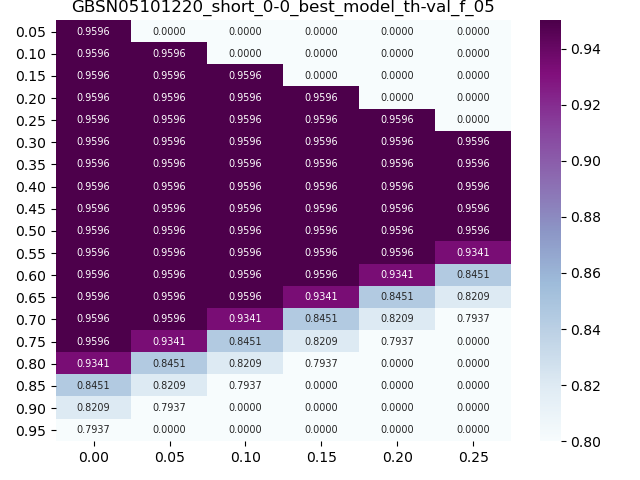 GBSN05101220_short_0-0_best_model_th-val_f_05
0.05 0.9596 0.0000 0.0000 0.0000 0.0000 0.0000
0.10 0.9596 0.9596 0.0000 0.0000 0.0000 0.0000
0.15 0.9596 0.9596 0.9596 0.0000 0.0000 0.0000
0.20 0.9596 0.9596 0.9596 0.9596 0.0000 0.0000
0.25 0.9596 0.9596 0.9596 0.9596 0.9596 0.0000
0.30 0.9596 0.9596 0.9596 0.9596 0.9596 0.9596
0.35 0.9596 0.9596 0.9596 0.9596 0.9596 0.9596
0.40 0.9596 0.9596 0.9596 0.9596 0.9596 0.9596
0.45 0.9596 0.9596 0.9596 0.9596 0.9596 0.9596
0.50 0.9596 0.9596 0.9596 0.9596 0.9596 0.9596
0.55 0.9596 0.9596 0.9596 0.9596 0.9596 0.9341
0.60 0.9596 0.9596 0.9596 0.9596 0.9341 0.8451
0.65 0.9596 0.9596 0.9596 0.9341 0.8451 0.8209
0.70 0.9596 0.9596 0.9341 0.8451 0.8209 0.7937
0.75 0.9596 0.9341 0.8451 0.8209 0.7937 0.0000
0.80 0.9341 0.8451 0.8209 0.7937 0.0000 0.0000
0.85 0.8451 0.8209 0.7937 0.0000 0.0000 0.0000
0.90 0.8209 0.7937 0.0000 0.0000 0.0000 0.0000
0.95 0.7937 0.0000 0.0000 0.0000 0.0000 0.0000
0.00 0.05 0.10 0.15 0.20 0.25
0.94
0.92
0.90
0.88
0.86
0.84
0.82
0.80